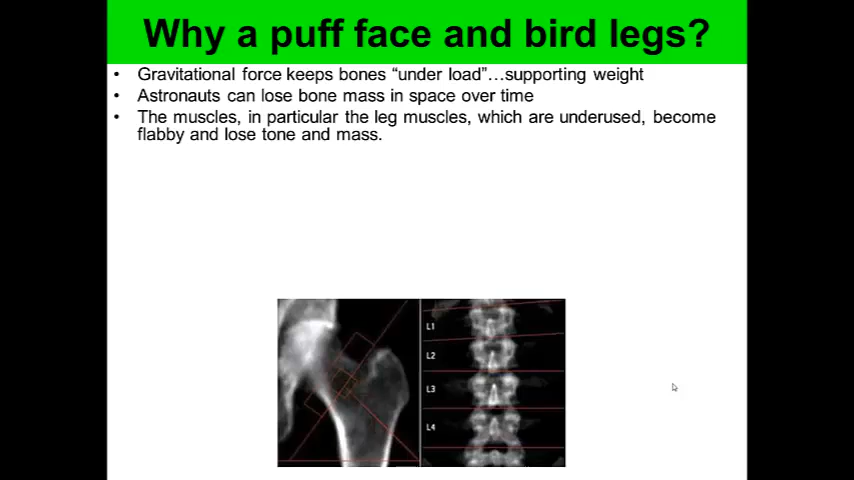 Why a puff face and bird legs?
• Gravitational force keeps bones “under load”…supporting weight
• Astronauts can lose bone mass in space over time
• The muscles, in particular the leg muscles, which are underused, become
flabby and lose tone and mass.
L1
L2
L3
L4